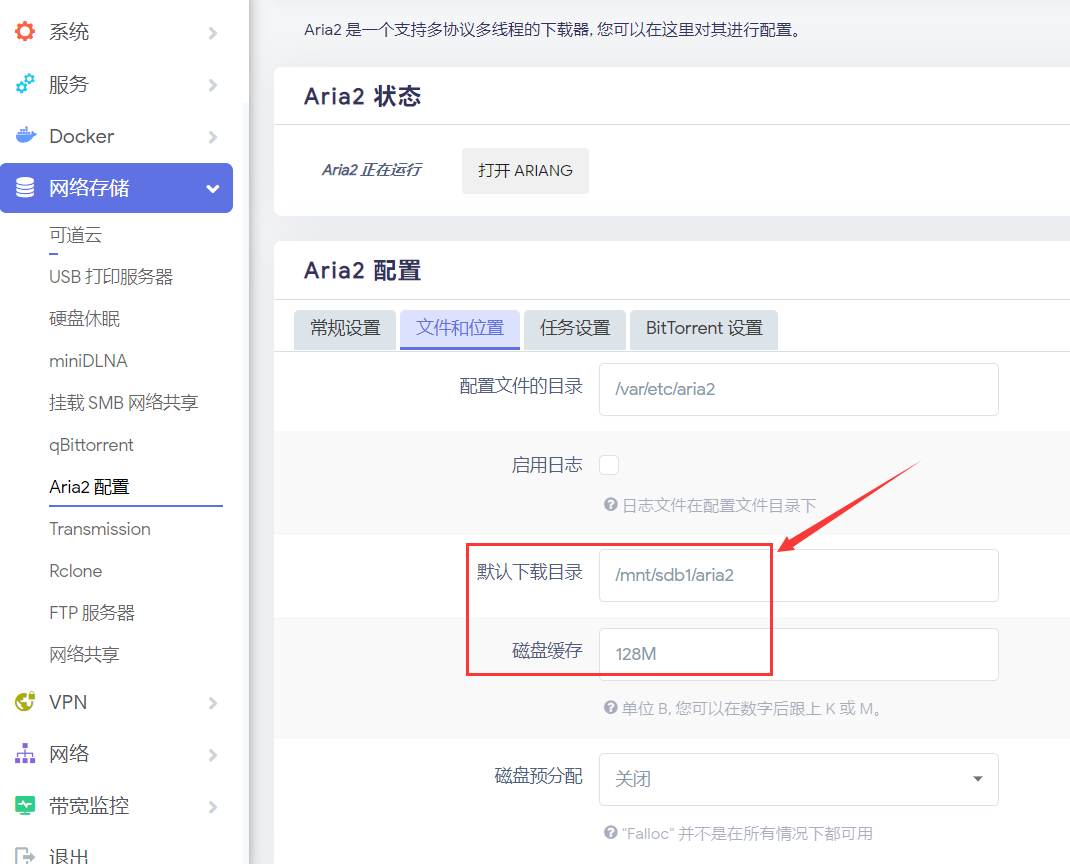 系统
服务
Docker
网络存储
可道云
USB 打印服务器
硬盘休眠
miniDLNA
挂载 SMB 网络共享
qBittorrent
Aria2 配置
Transmission
Rclone
FTP 服务器
网络共享
VPN
网络
带宽监控
退出
Aria2 是一个支持多协议多线程的下载器, 您可以在这里对其进行配置。
Aria2 状态
Aria2 正在运行 打开 ARIANG
Aria2 配置
常规设置 文件和位置 任务设置 BitTorrent 设置
配置文件的目录 /var/etc/aria2
启用日志
日志文件在配置文件目录下
默认下载目录 /mnt/sdb1/aria2
磁盘缓存 128M
单位 B, 您可以在数字后跟上 K 或 M。
磁盘预分配 关闭
"Falloc" 并不是在所有情况下都可用